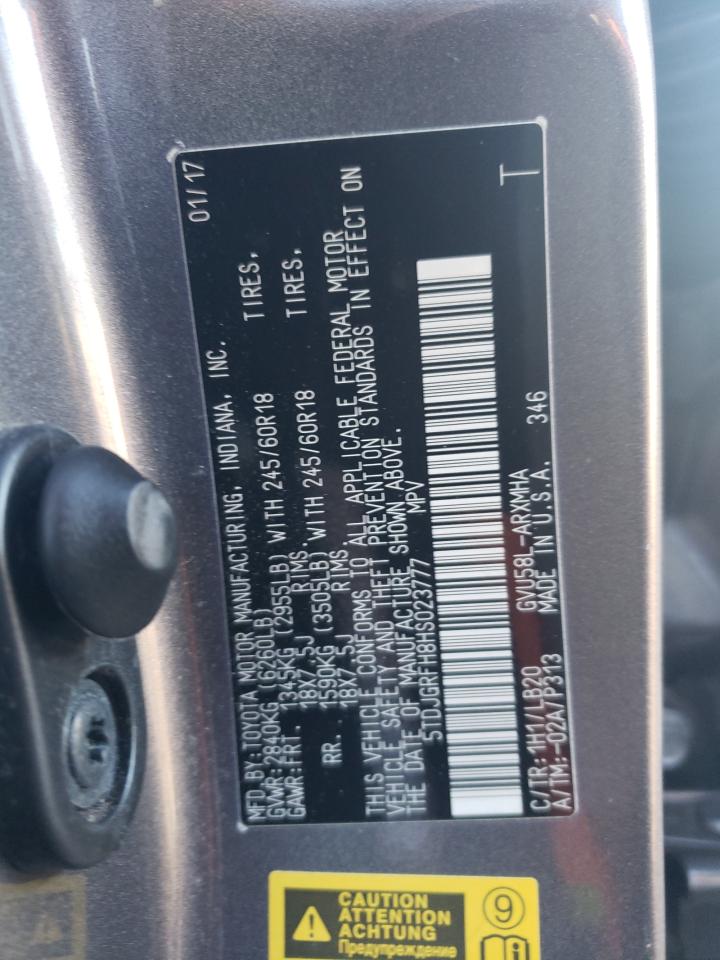 MFD.BY:TOYOTA MOTOR MANUFACTURING, INDIANA, INC. 01/17
GVWR:2840KG (6260LB)
GAWR:FRT. 1345KG (2955LB) WITH 245/60R18 TIRES,
18X7.5J RIMS.
RR. 1590KG (3505LB) WITH 245/60R18 TIRES,
18X7.5J RIMS.
THIS VEHICLE CONFORMS TO ALL APPLICABLE FEDERAL MOTOR
VEHICLE SAFETY AND THEFT PREVENTION STANDARDS IN EFFECT ON
THE DATE OF MANUFACTURE SHOWN ABOVE.
5TDJGRFH8HS023777 MPV
C/TR:1H1/LB20 GVU58L-ARXMHA T
A/TM:-02A/P313 MADE IN U.S.A. 346
CAUTION
ATTENTION
ACHTUNG
Предупреждение
9